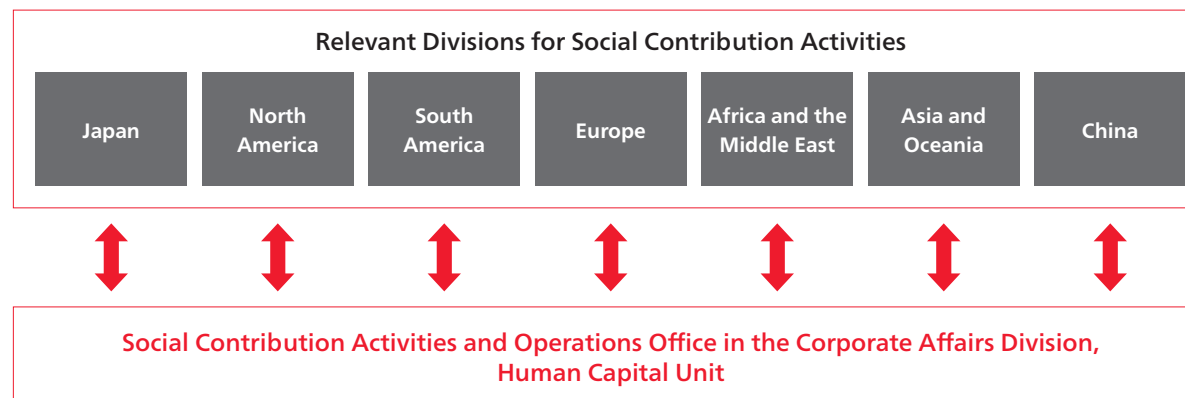 Relevant Divisions for Social Contribution Activities
Japan
North
America
South
America
Europe
Africa and the
Middle East
Asia and
Oceania
China
Social Contribution Activities and Operations Office in the Corporate Affairs Division,
Human Capital Unit